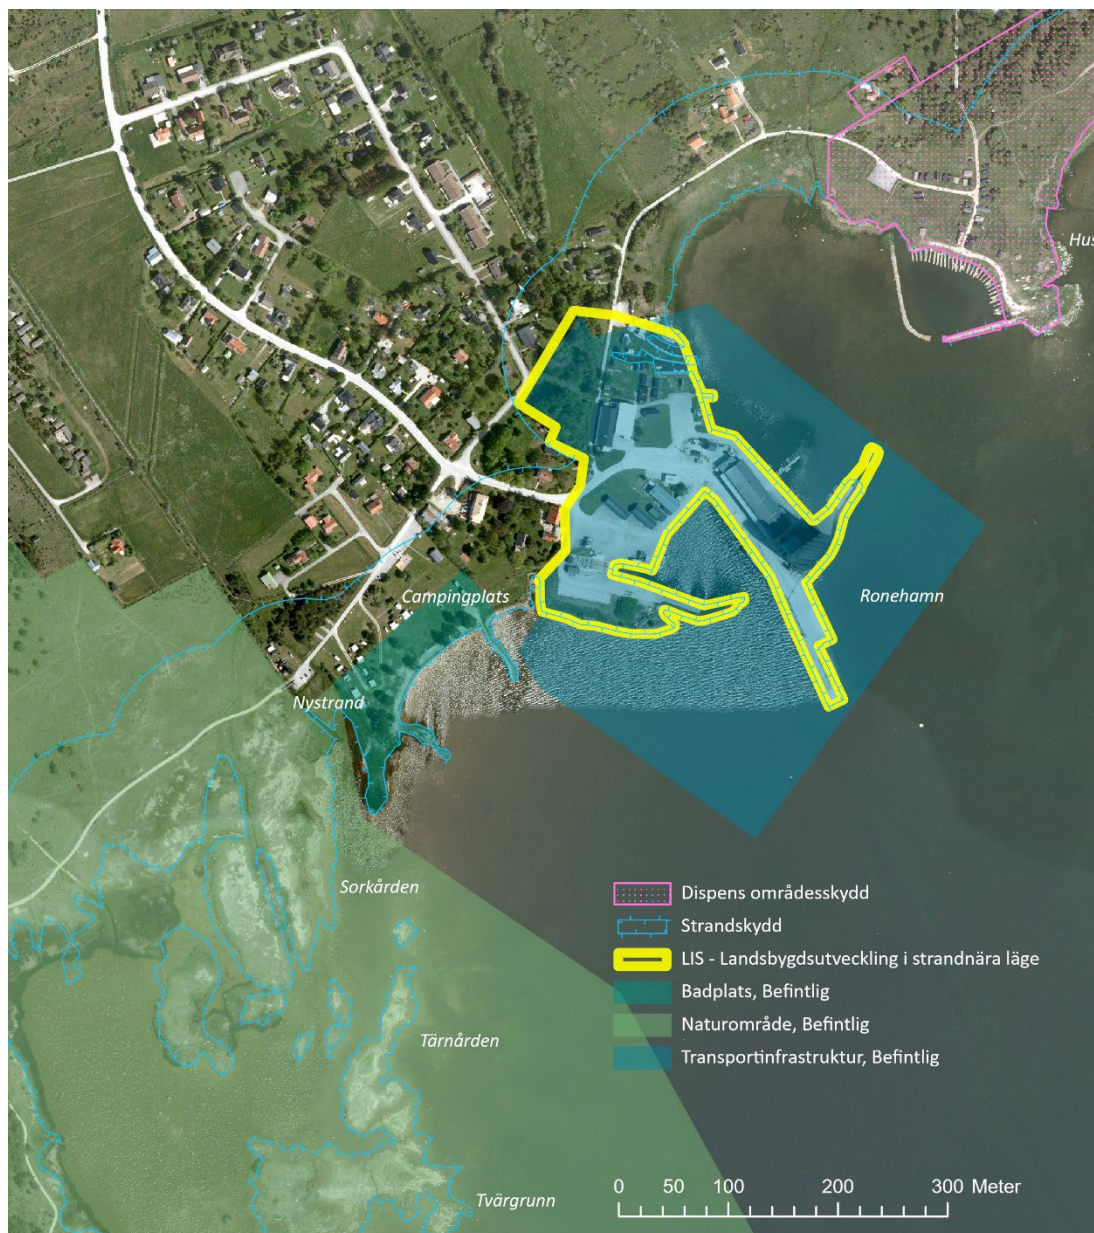 Hus
Campingplats
Ronehamn
Nystrand
Sorkården
Dispens områdesskydd
Strandskydd
LIS - Landsbygdsutveckling i strandnära läge
Badplats, Befintlig
Naturområde, Befintlig
Transportinfrastruktur, Befintlig
Tärnården
Tvärgrunn
0 50 100 200 300 Meter